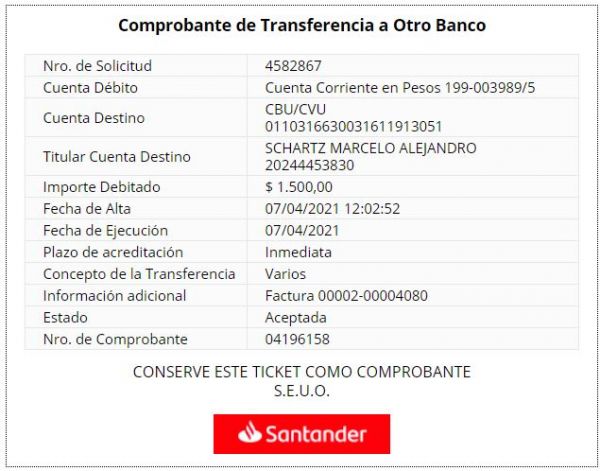 Comprobante de Transferencia a Otro Banco
Nro. de Solicitud 4582867
Cuenta Débito Cuenta Corriente en Pesos 199-003989/5
Cuenta Destino CBU/CVU
0110316630031611913051
Titular Cuenta Destino SCHARTZ MARCELO ALEJANDRO
20244453830
Importe Debitado $ 1.500,00
Fecha de Alta 07/04/2021 12:02:52
Fecha de Ejecución 07/04/2021
Plazo de acreditación Inmediata
Concepto de la Transferencia Varios
Información adicional Factura 00002-00004080
Estado Aceptada
Nro. de Comprobante 04196158
CONSERVE ESTE TICKET COMO COMPROBANTE
S.E.U.O.
Santander